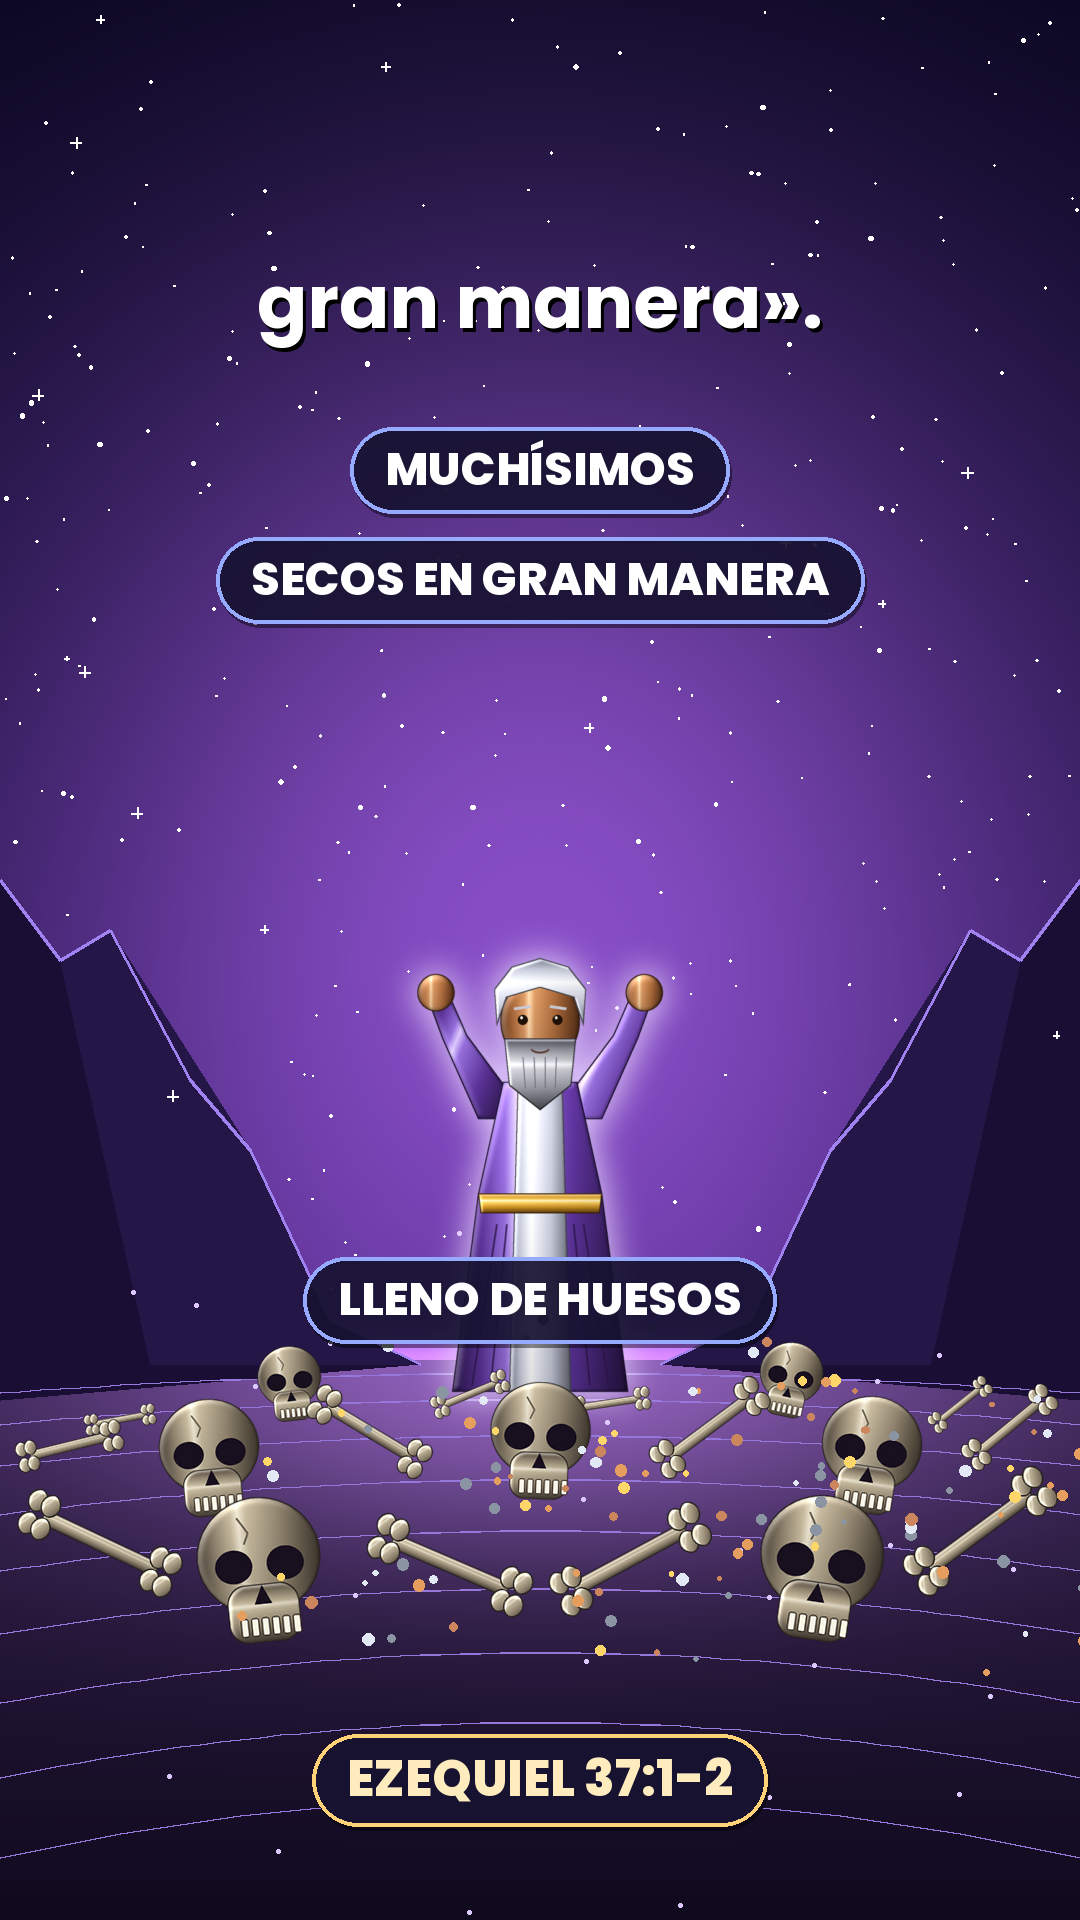 gran manera».
MUCHÍSIMOS
SECOS EN GRAN MANERA
LLENO DE HUESOS
EZEQUIEL 37:1-2